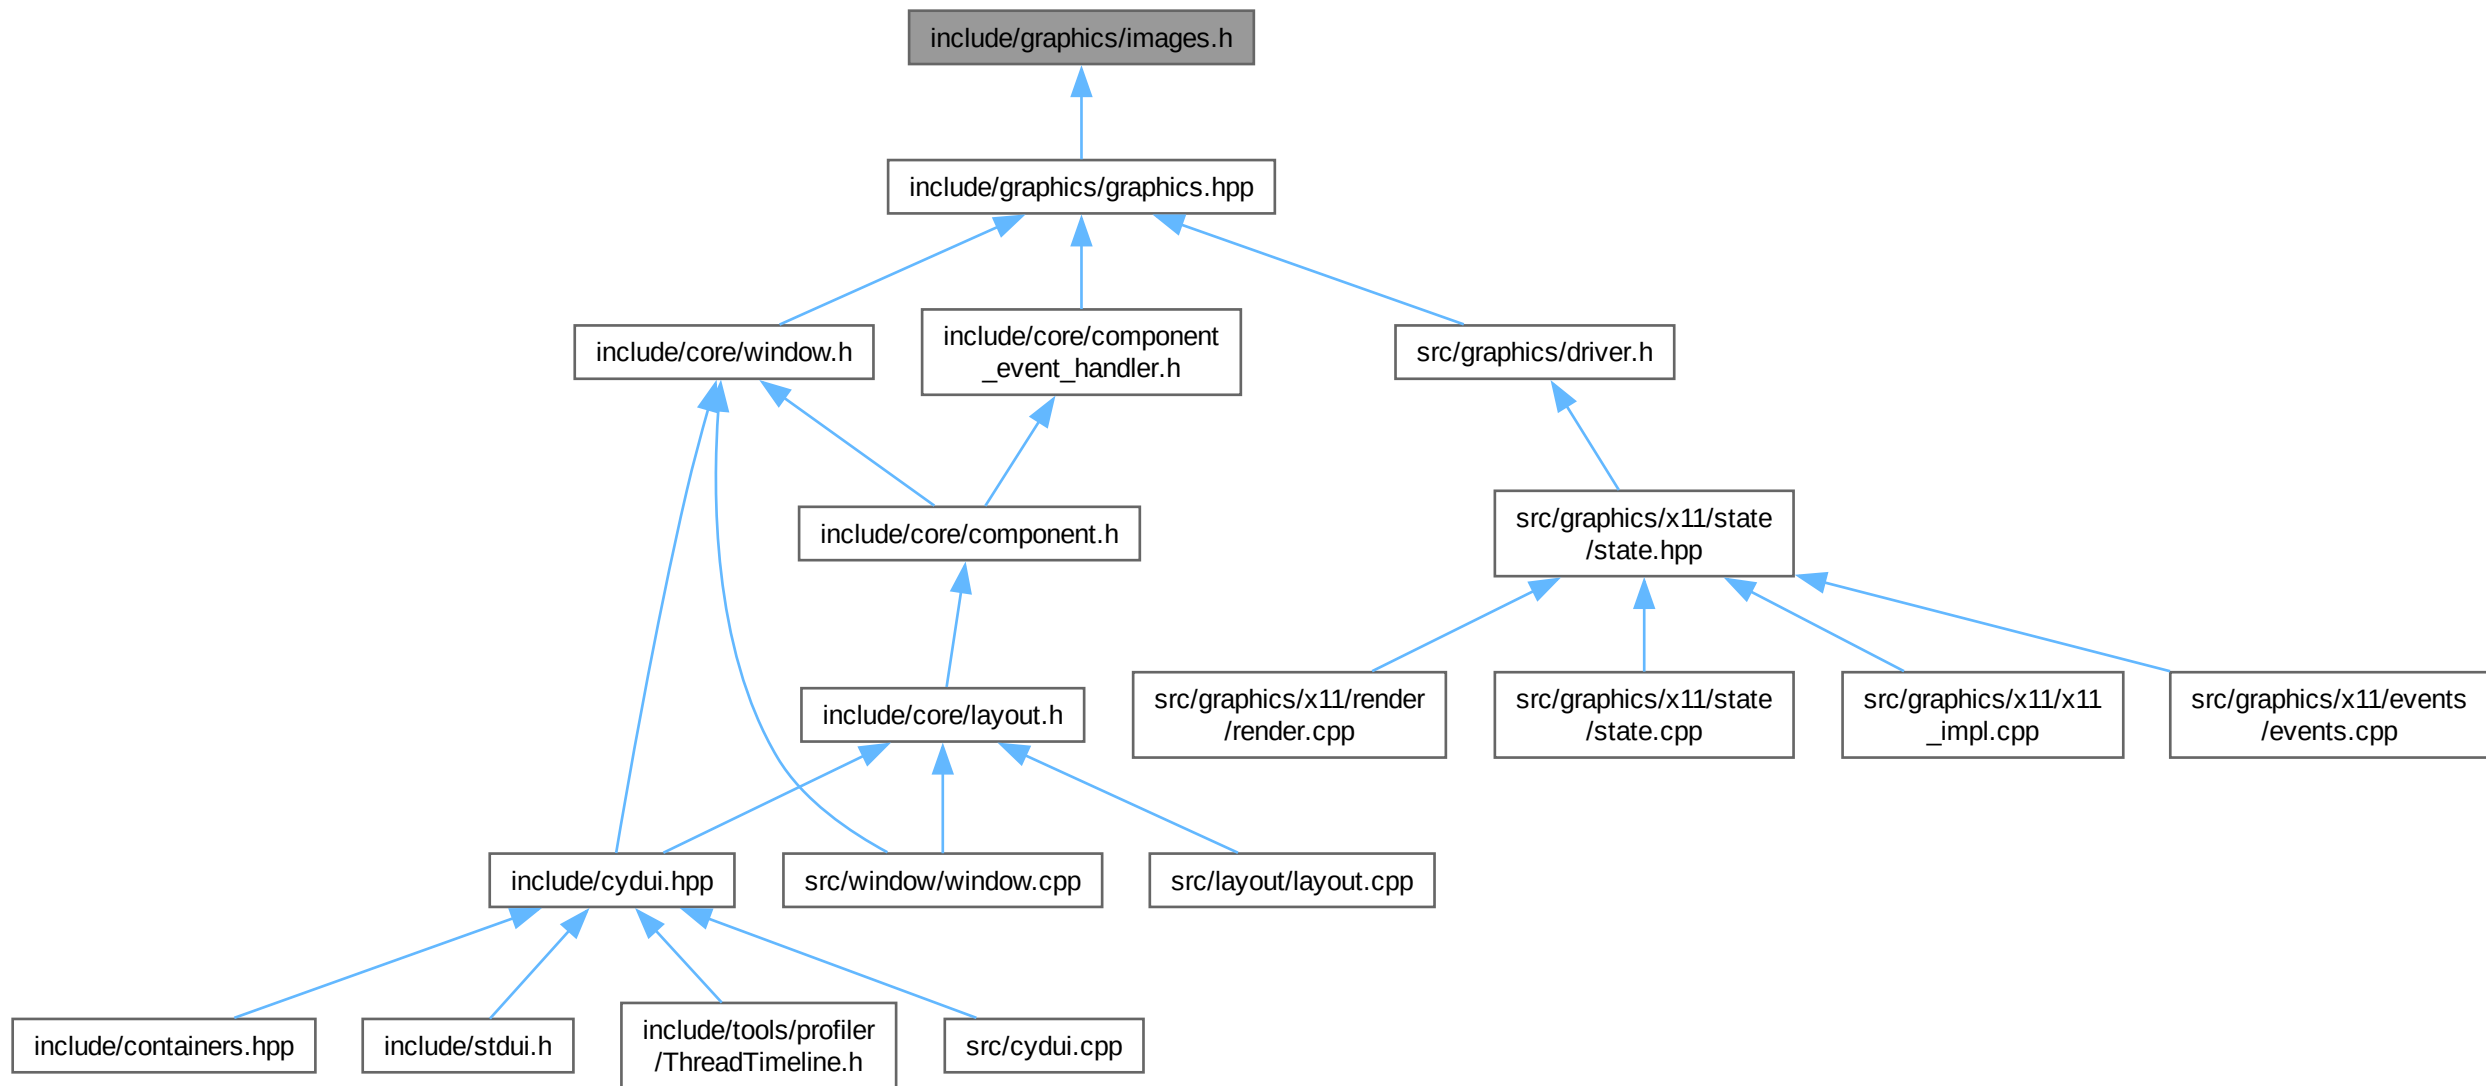 include/graphics/images.h
include/graphics/graphics.hpp
include/core/window.h
include/core/component
_event_handler.h
src/graphics/driver.h
include/core/component.h
src/graphics/x11/state
/state.hpp
include/core/layout.h
src/graphics/x11/render
/render.cpp
src/graphics/x11/state
/state.cpp
src/graphics/x11/x11
_impl.cpp
src/graphics/x11/events
/events.cpp
include/cydui.hpp
src/window/window.cpp
src/layout/layout.cpp
include/containers.hpp
include/stdui.h
include/tools/profiler
/ThreadTimeline.h
src/cydui.cpp